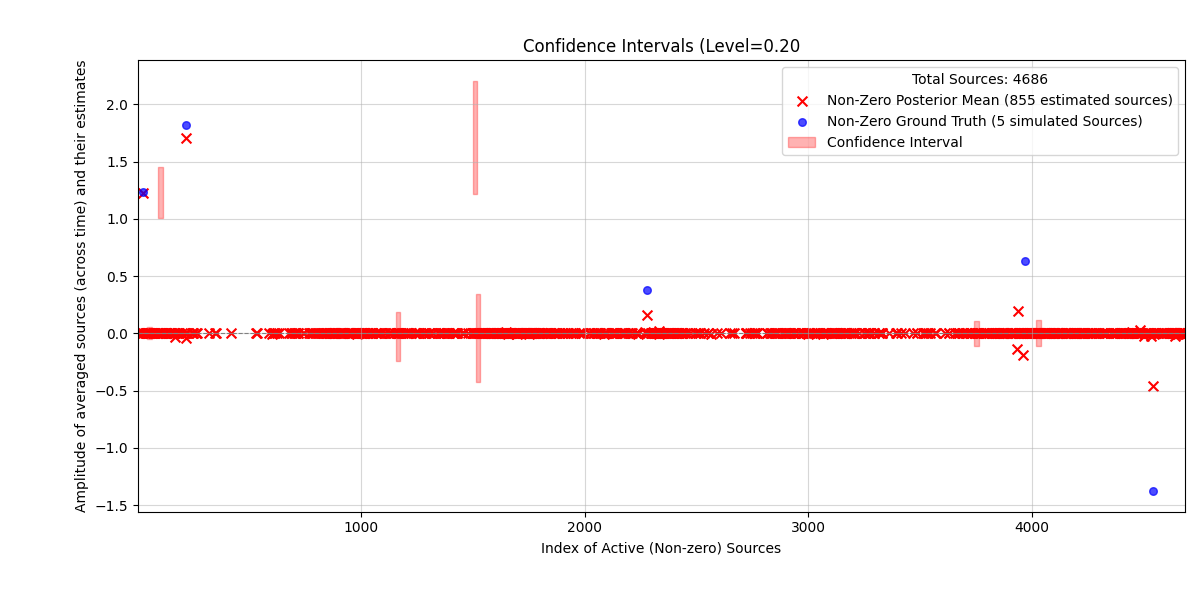 Confidence Intervals (Level=0.20
Amplitude of averaged sources (across time) and their estimates
2.0
1.5
1.0
0.5
0.0
−0.5
−1.0
−1.5
Total Sources: 4686
Non-Zero Posterior Mean (855 estimated sources)
Non-Zero Ground Truth (5 simulated Sources)
Confidence Interval
1000
2000
3000
4000
Index of Active (Non-zero) Sources